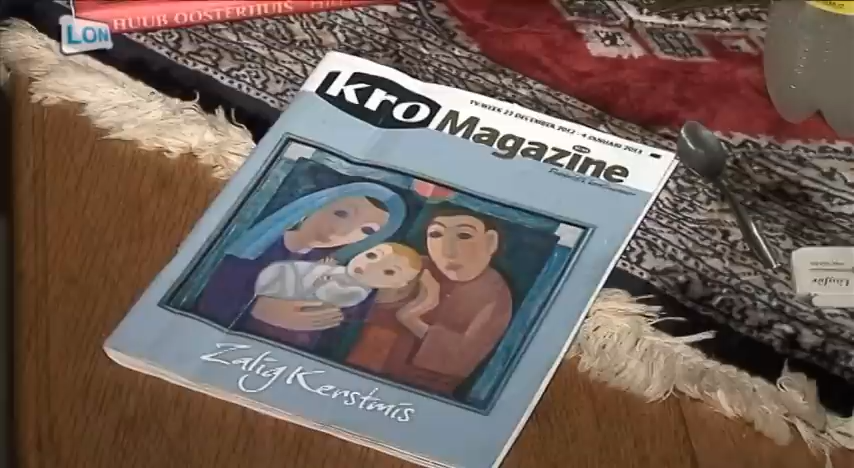 LON
HUUB OOSTERHUIS
kro Magazine
TV-WEEK 22 DECEMBER 2012 - 4 JANUARI 2013
Zalig Kerstmis